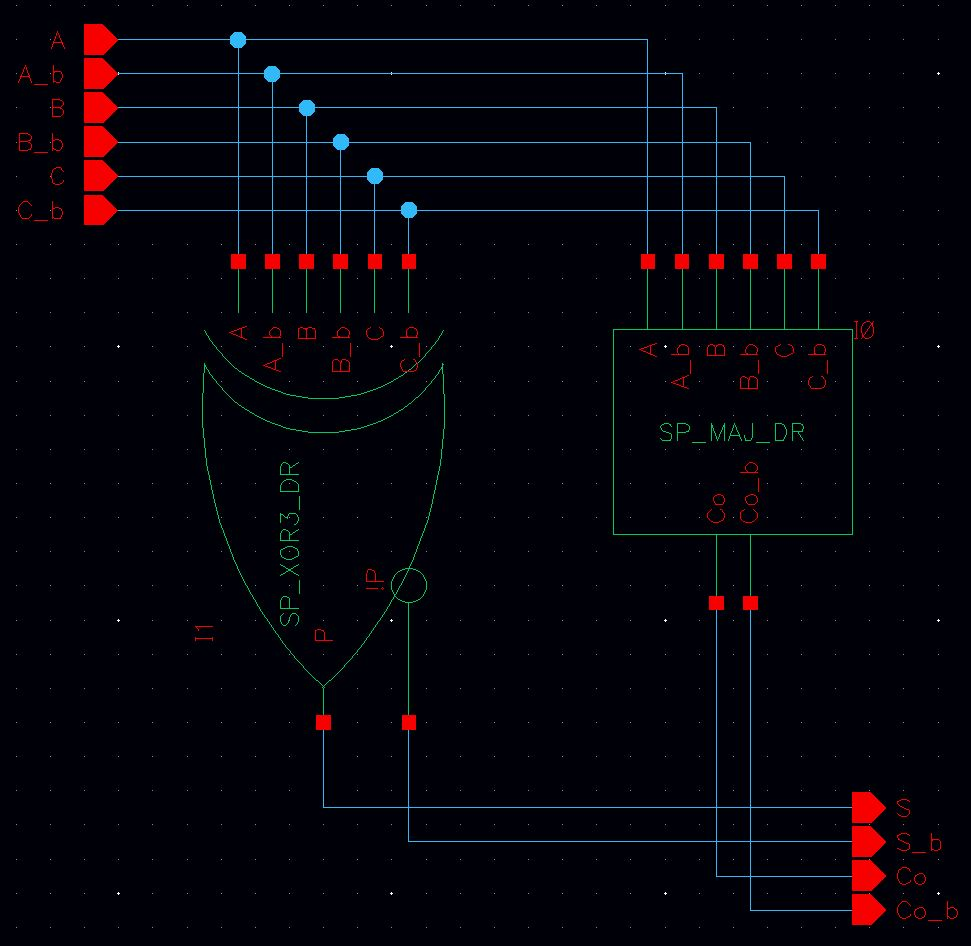 A
A_b
B
B_b
C
C_b
A
A_b
B
B_b
C
C_b
SP_XOR3_DR
!P
P
I1
I0
A
A_b
B
B_b
C
C_b
SP_MAJ_DR
Co
Co_b
S
S_b
Co
Co_b